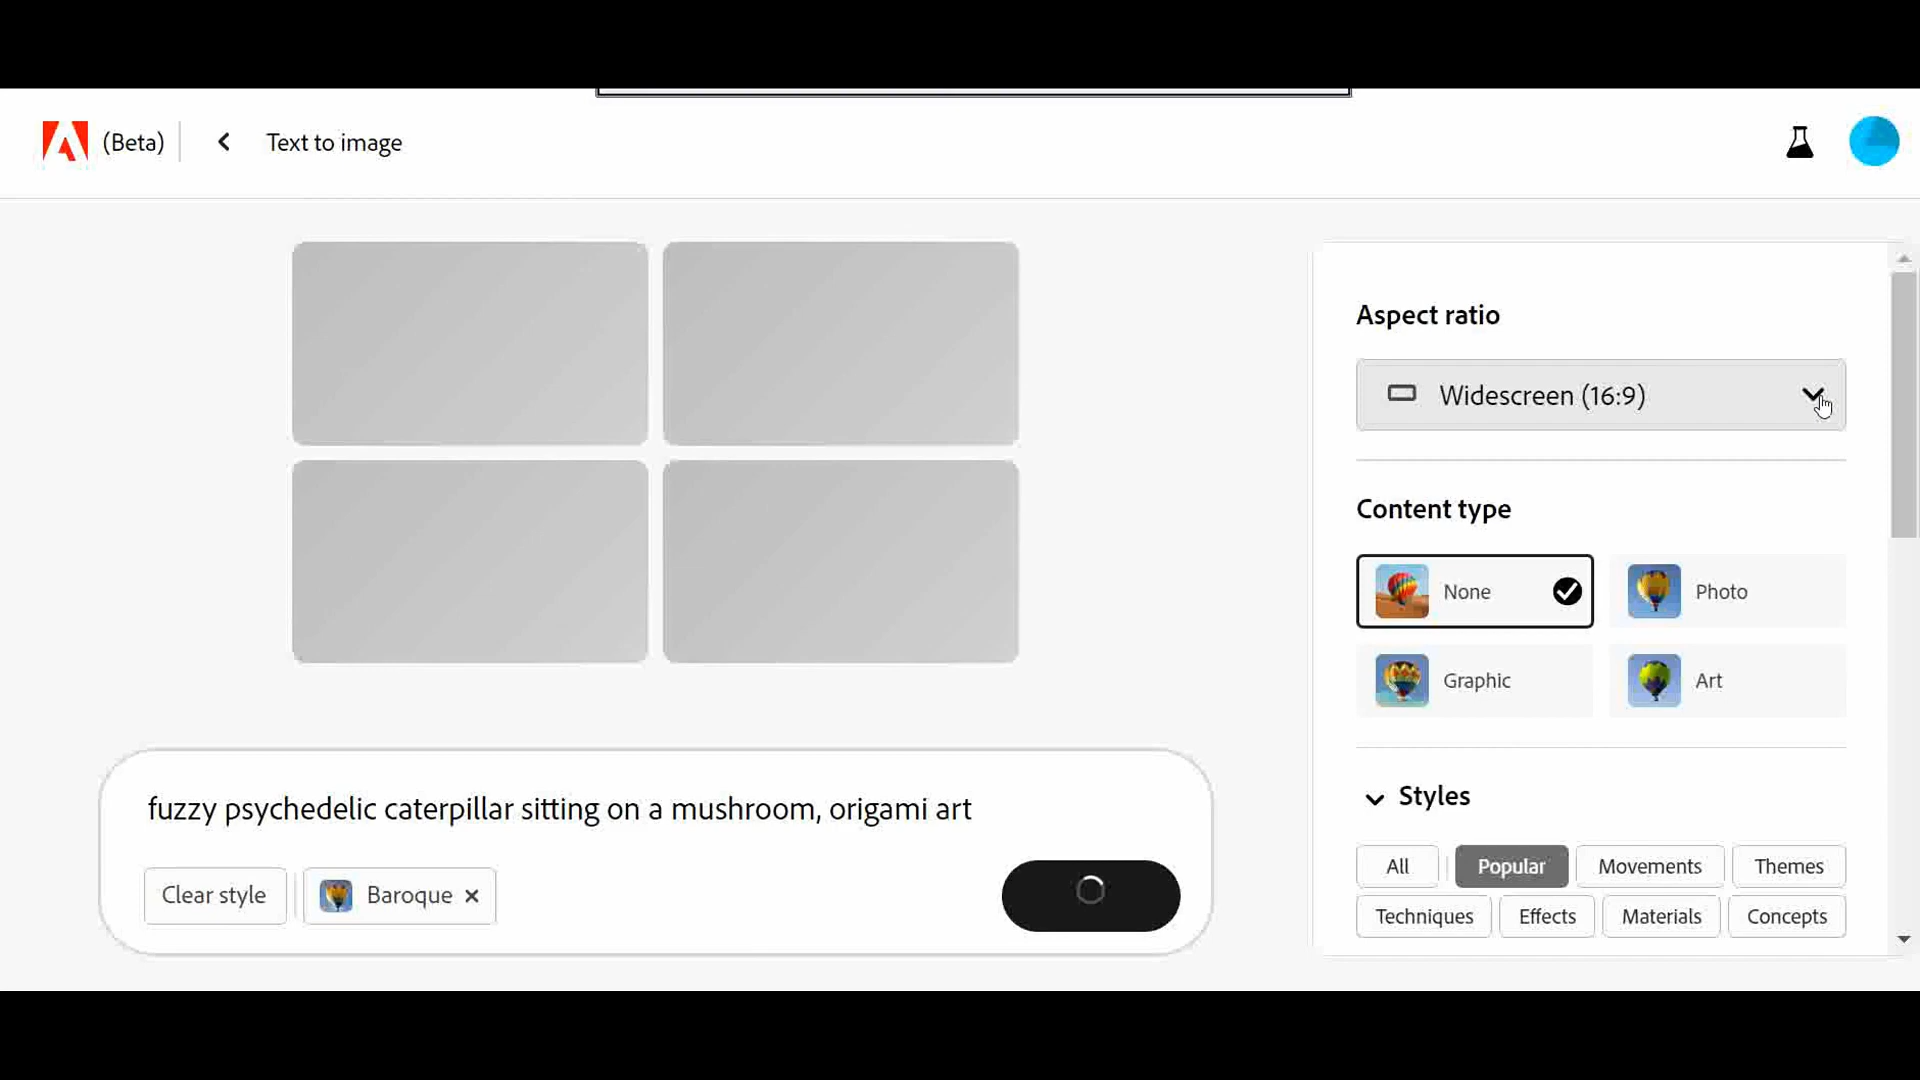 (Beta)
Text to image
Aspect ratio
Widescreen (16:9)
Content type
None
Photo
Graphic
Art
Styles
All
Popular
Movements
Themes
Techniques
Effects
Materials
Concepts
fuzzy psychedelic caterpillar sitting on a mushroom, origami art
Clear style
Baroque